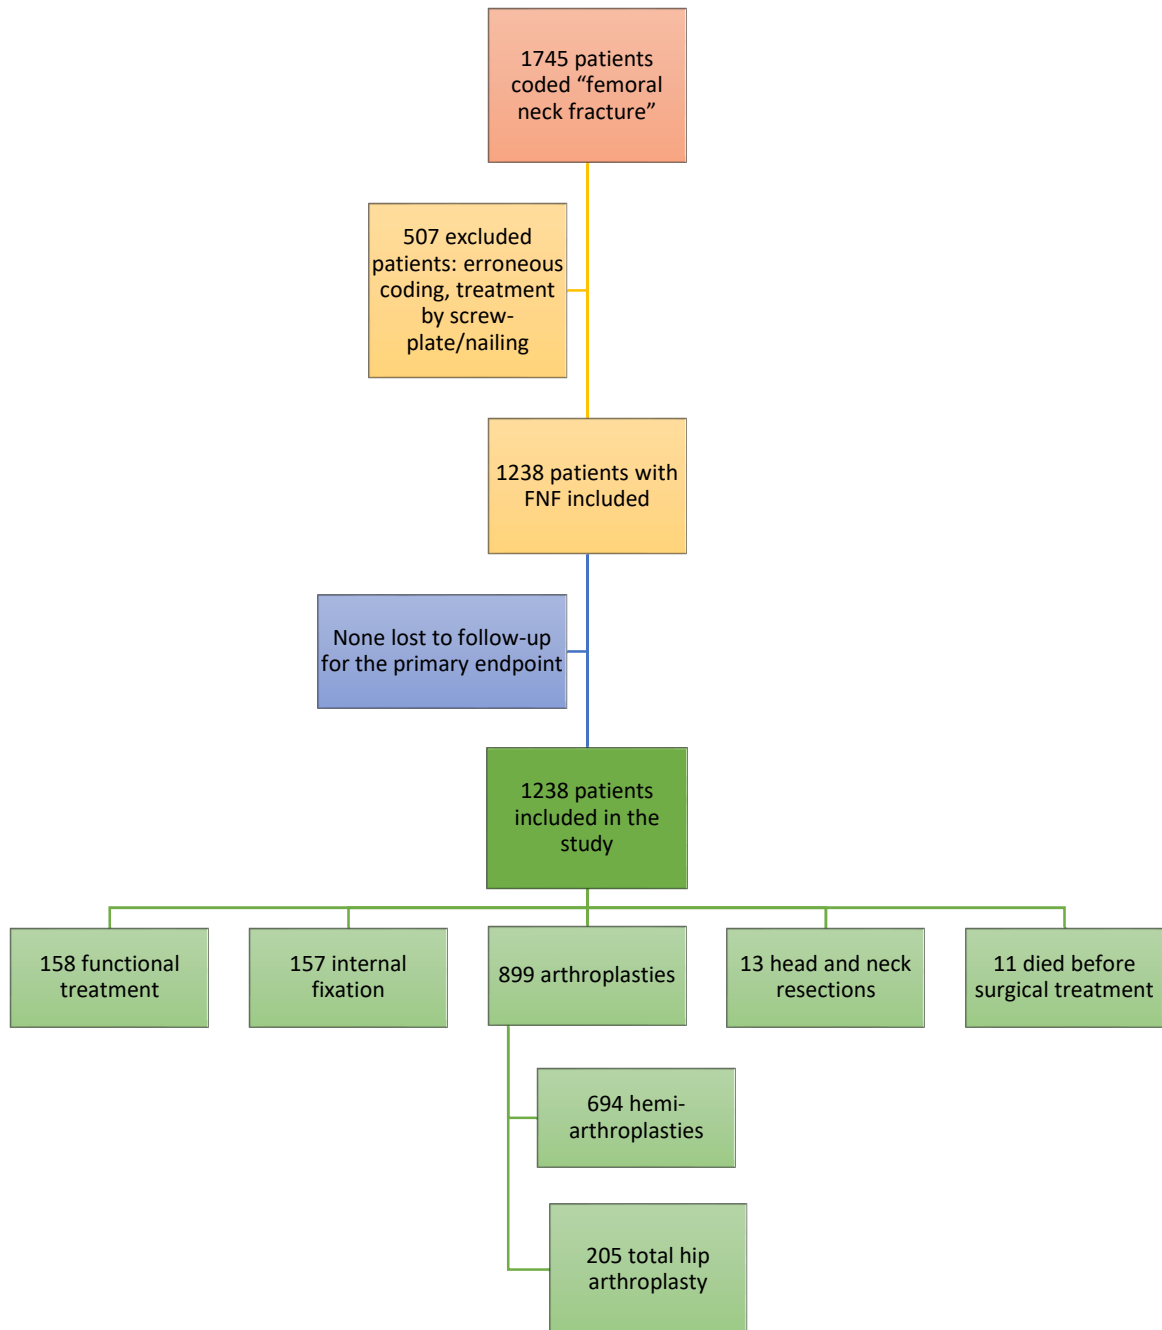 1745 patients
coded “femoral
neck fracture”
507 excluded
patients: erroneous
coding, treatment
by screw-
plate/nailing
1238 patients with
FNF included
None lost to follow-up
for the primary endpoint
1238 patients
included in the
study
158 functional
treatment
157 internal
fixation
899 arthroplasties
13 head and neck
resections
11 died before
surgical treatment
694 hemi-
arthroplasties
205 total hip
arthroplasty